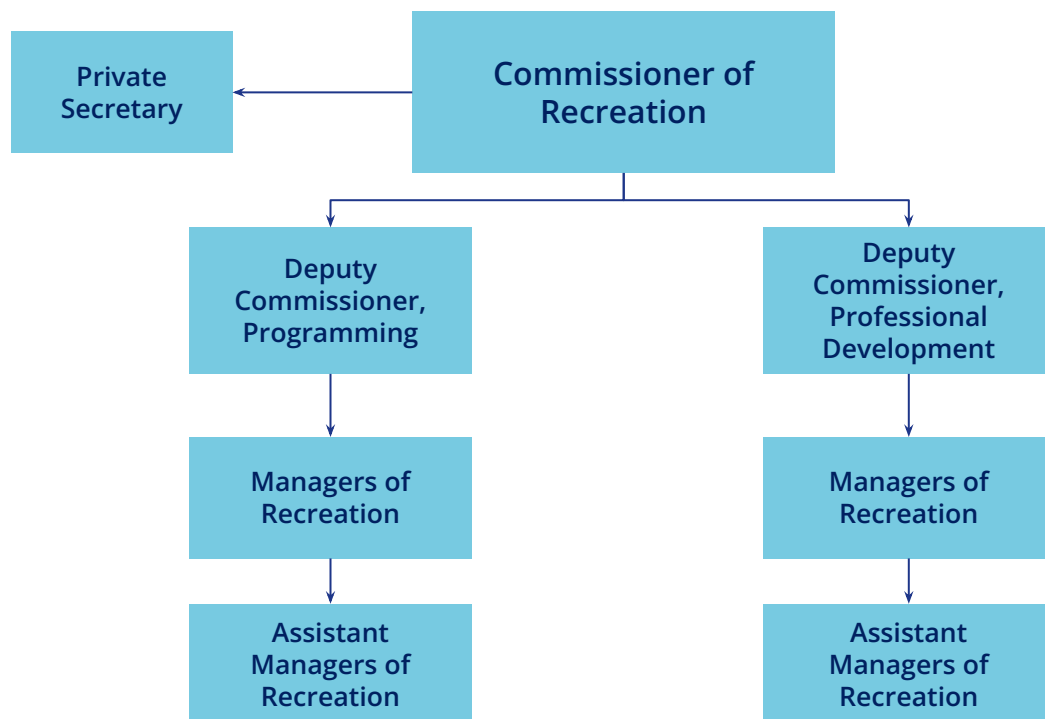 Private
Secretary
Commissioner of
Recreation
Deputy
Commissioner,
Programming
Deputy
Commissioner,
Professional
Development
Managers of
Recreation
Managers of
Recreation
Assistant
Managers of
Recreation
Assistant
Managers of
Recreation